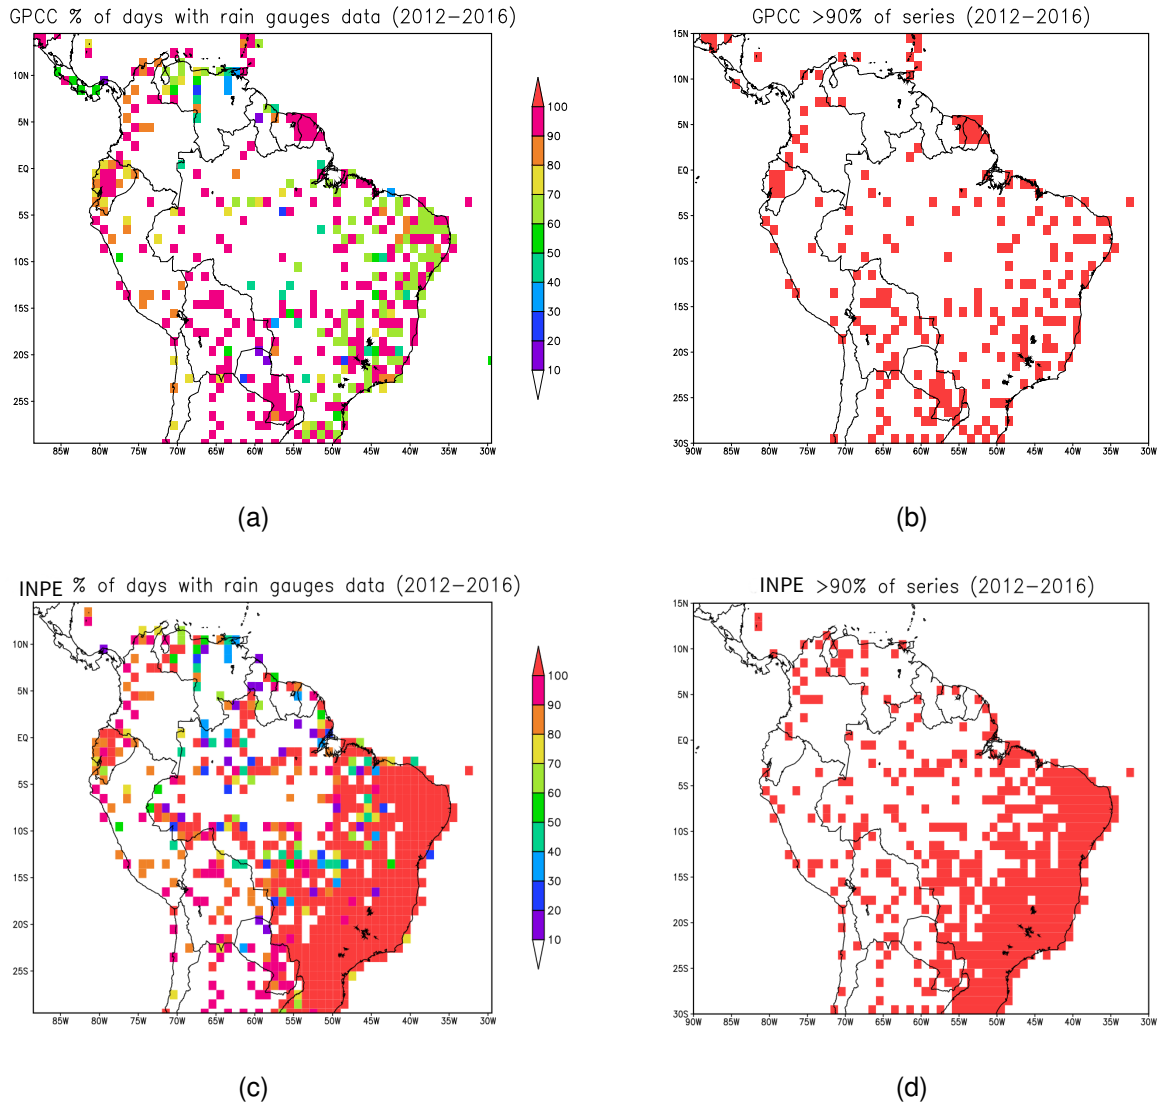 GPCC % of days with rain gauges data (2012-2016)
GPCC >90% of series (2012-2016)
10N
5N
EQ
5S
10S
15S
20S
25S
85W 80W 75W 70W 65W 60W 55W 50W 45W 40W 35W 30W
100
90
80
70
60
50
40
30
20
10
15N
10N
5N
EQ
5S
10S
15S
20S
25S
30S
90W 85W 80W 75W 70W 65W 60W 55W 50W 45W 40W 35W 30W
(a)
(b)
INPE % of days with rain gauges data (2012-2016)
INPE >90% of series (2012-2016)
10N
5N
EQ
5S
10S
15S
20S
25S
85W 80W 75W 70W 65W 60W 55W 50W 45W 40W 35W 30W
100
90
80
70
60
50
40
30
20
10
15N
10N
5N
EQ
5S
10S
15S
20S
25S
30S
90W 85W 80W 75W 70W 65W 60W 55W 50W 45W 40W 35W 30W
(c)
(d)